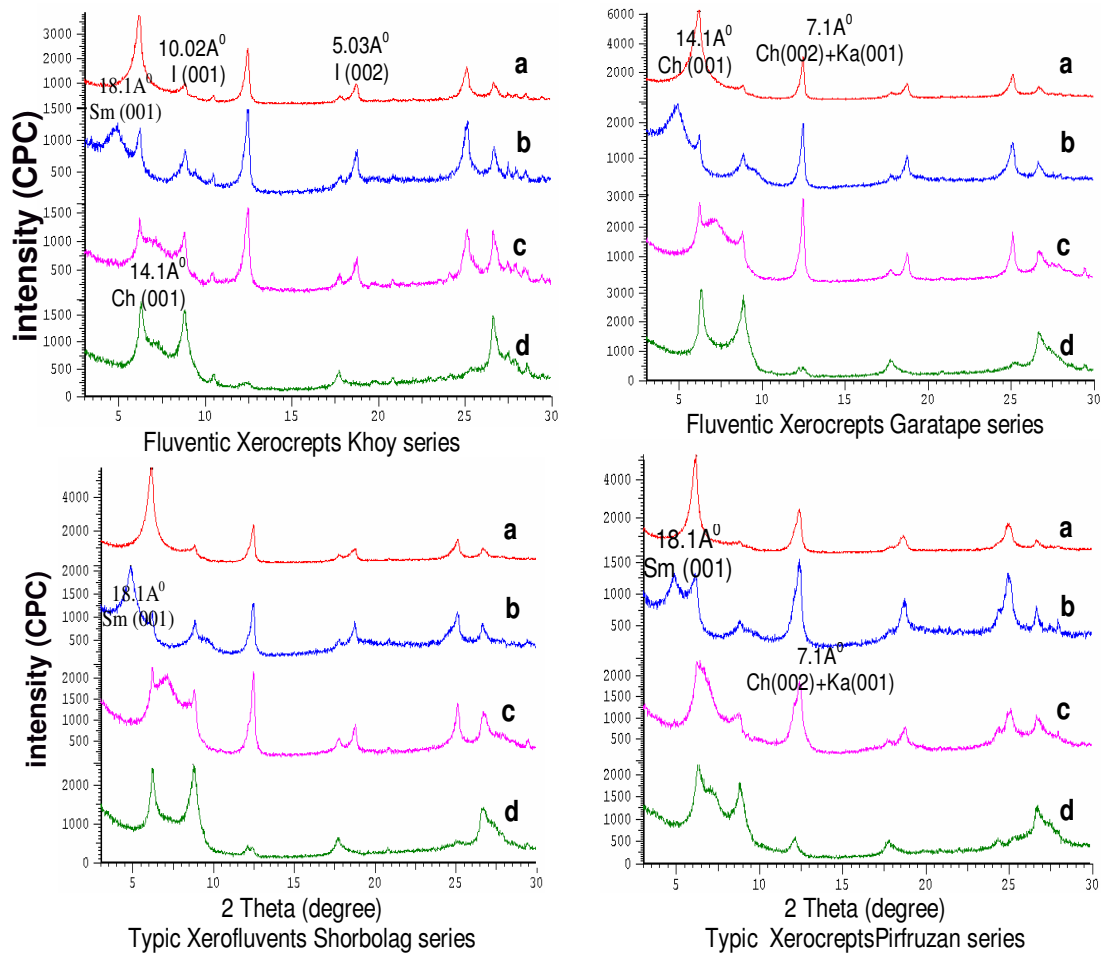 intensity (CPC)
3000
2000
1000
1500
10.02A⁰
I (001)
5.03A⁰
I (002)
18.1A⁰
Sm (001)
a
1000
500
b
1500
1000
500
c
14.1A⁰
Ch (001)
1500
1000
500
0
d
5 10 15 20 25 30
Fluventic Xerocrepts Khoy series
6000
4000
2000
14.1A⁰
Ch (001)
7.1A⁰
Ch(002)+Ka(001)
a
2000
1000
b
3000
2000
1000
c
3000
2000
1000
0
d
5 10 15 20 25 30
Fluventic Xerocrepts Garatape series
intensity (CPC)
4000
2000
a
2000
1500
1000
500
18.1A⁰
Sm (001)
b
2000
1500
1000
500
c
2000
1000
0
d
5 10 15 20 25 30
2 Theta (degree)
Typic Xerofluvents Shorbolag series
4000
2000
a
18.1A⁰
Sm (001)
1500
1000
500
b
7.1A⁰
Ch(002)+Ka(001)
2000
1500
1000
500
c
2000
1500
1000
500
0
d
5 10 15 20 25 30
2 Theta (degree)
Typic XerocreptsPirfruzan series